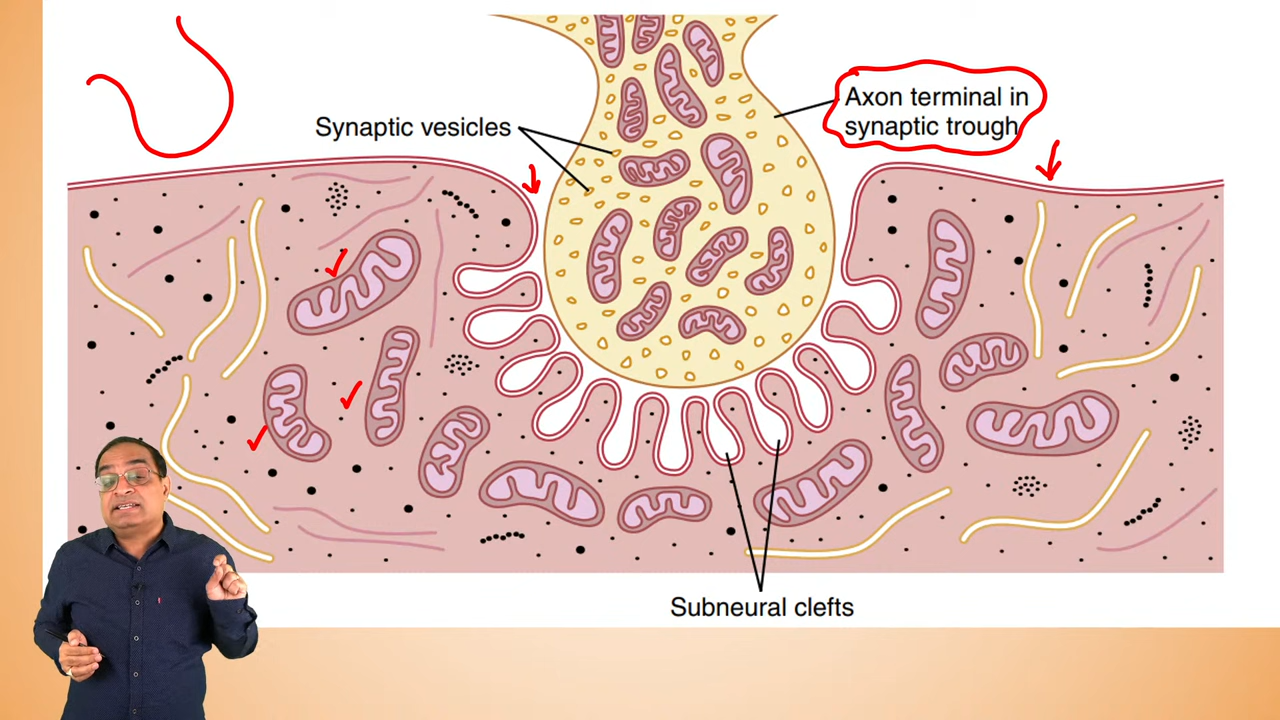 Synaptic vesicles
Axon terminal in
synaptic trough
Subneural clefts